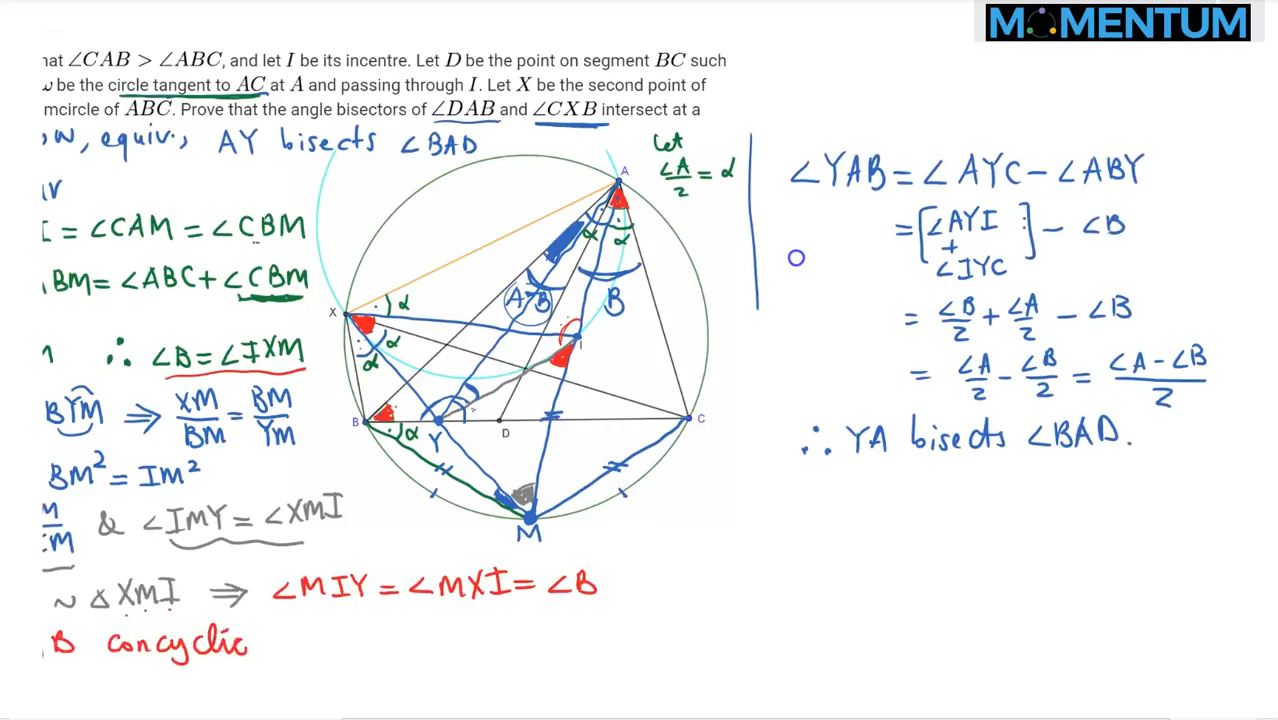 MOMENTUM
hat ∠CAB > ∠ABC, and let I be its incentre. Let D be the point on segment BC such
be the circle tangent to AC at A and passing through I. Let X be the second point of
mcircle of ABC. Prove that the angle bisectors of ∠DAB and ∠CXB intersect at a
W, equiv., AY bisects ∠BAD
I = ∠CAM = ∠CBM
BM = ∠ABC + ∠CBM
∴ ∠B = ∠IXM
BYM ⇒ XM/BM = BM/YM
BM² = IM²
& ∠IMY = ∠XMI
~ △XMI ⇒ ∠MIY = ∠MXI = ∠B
B concyclic
Let
∠A/2 = α
A
α α
X α
A-B B
α
I
B α Y D C
M
∠YAB = ∠AYC - ∠ABY
= [∠AYI + ∠IYC] - ∠B
= ∠B/2 + ∠A/2 - ∠B
= ∠A/2 - ∠B/2 = (∠A - ∠B)/2
∴ YA bisects ∠BAD.